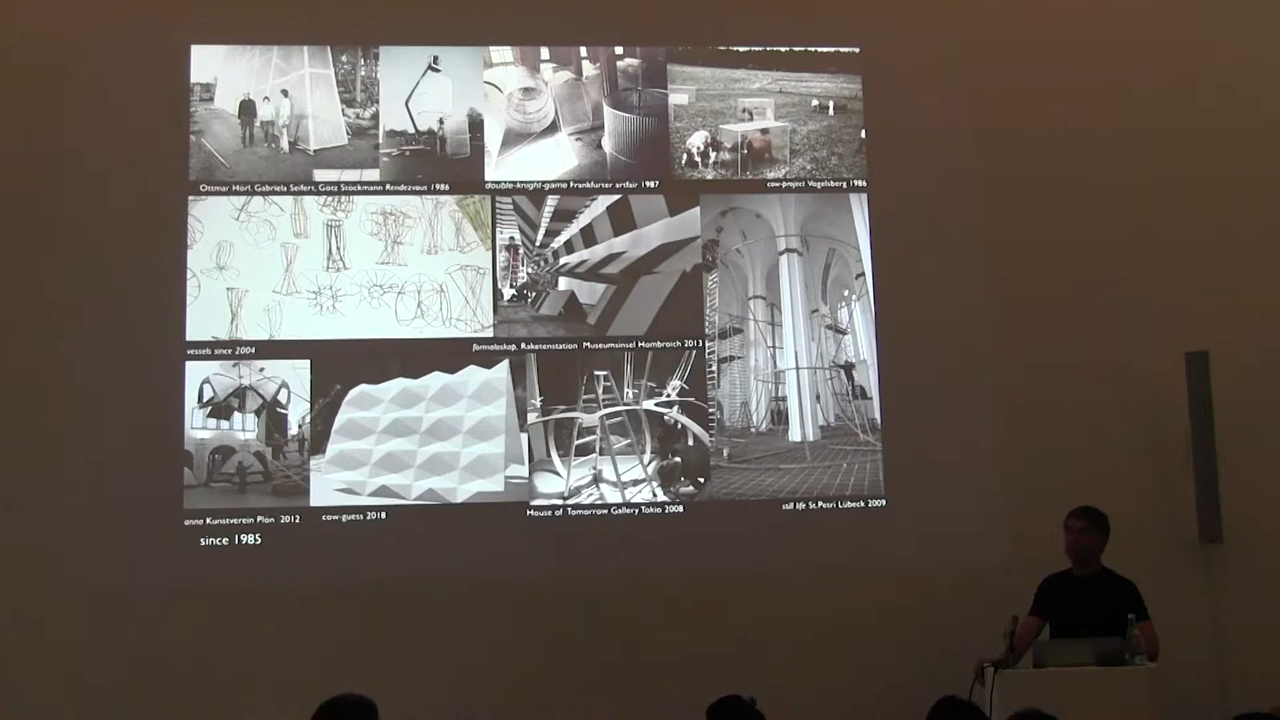 Ottmar Hörl, Gabriela Seifert, Götz Stöckmann Rendezvous 1986
double-knight-game Frankfurter artfair 1987
cow-project Vogelsberg 1986
vessels since 2004
formaloskop, Raketenstation Museumsinsel Hombroich 2013
anna Kunstverein Plön 2012
cow-guess 2018
House of Tomorrow Gallery Tokio 2008
still life St.Petri Lübeck 2009
since 1985